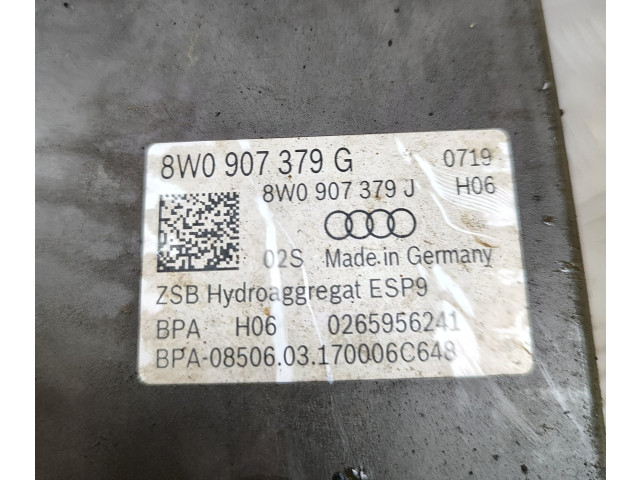 8W0 907 379 G 0719
8W0 907 379 J H06
02S Made in Germany
ZSB Hydroaggregat ESP9
BPA H06 0265956241
BPA-08506.03.170006C648